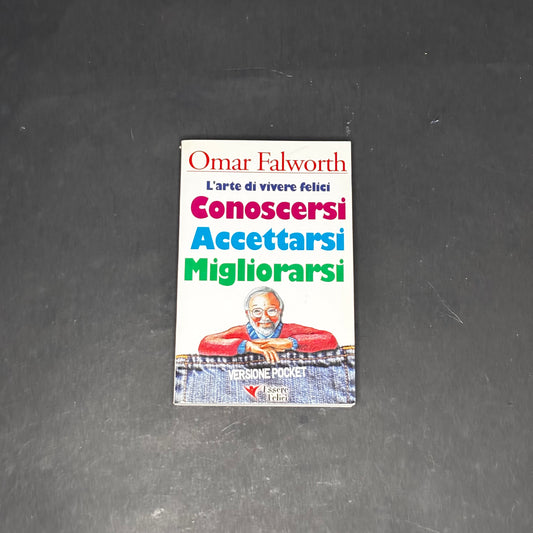 Omar Falworth
L'arte di vivere felici
Conoscersi
Accettarsi
Migliorarsi
VERSIONE POCKET
Essere
Felici